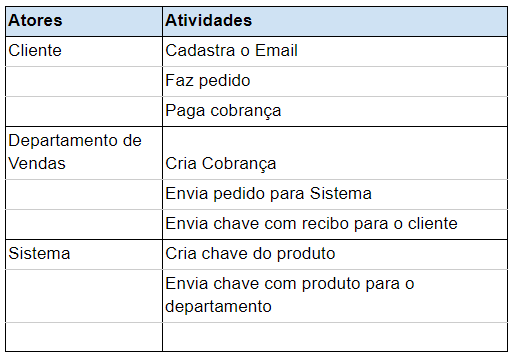 Atores Atividades
Cliente Cadastra o Email
Faz pedido
Paga cobrança
Departamento de
Vendas Cria Cobrança
Envia pedido para Sistema
Envia chave com recibo para o cliente
Sistema Cria chave do produto
Envia chave com produto para o
departamento